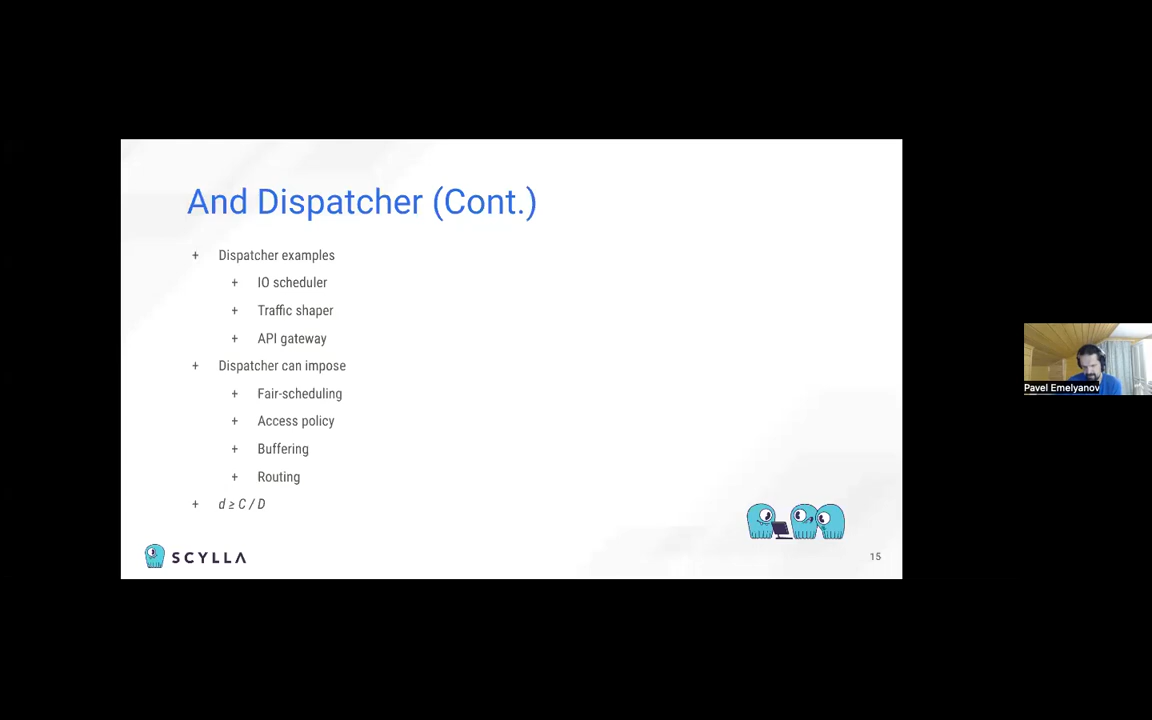 And Dispatcher (Cont.)
+ Dispatcher examples
+ IO scheduler
+ Traffic shaper
+ API gateway
+ Dispatcher can impose
+ Fair-scheduling
+ Access policy
+ Buffering
+ Routing
+ d ≥ C / D
SCYLLA
15
Pavel Emelyanov